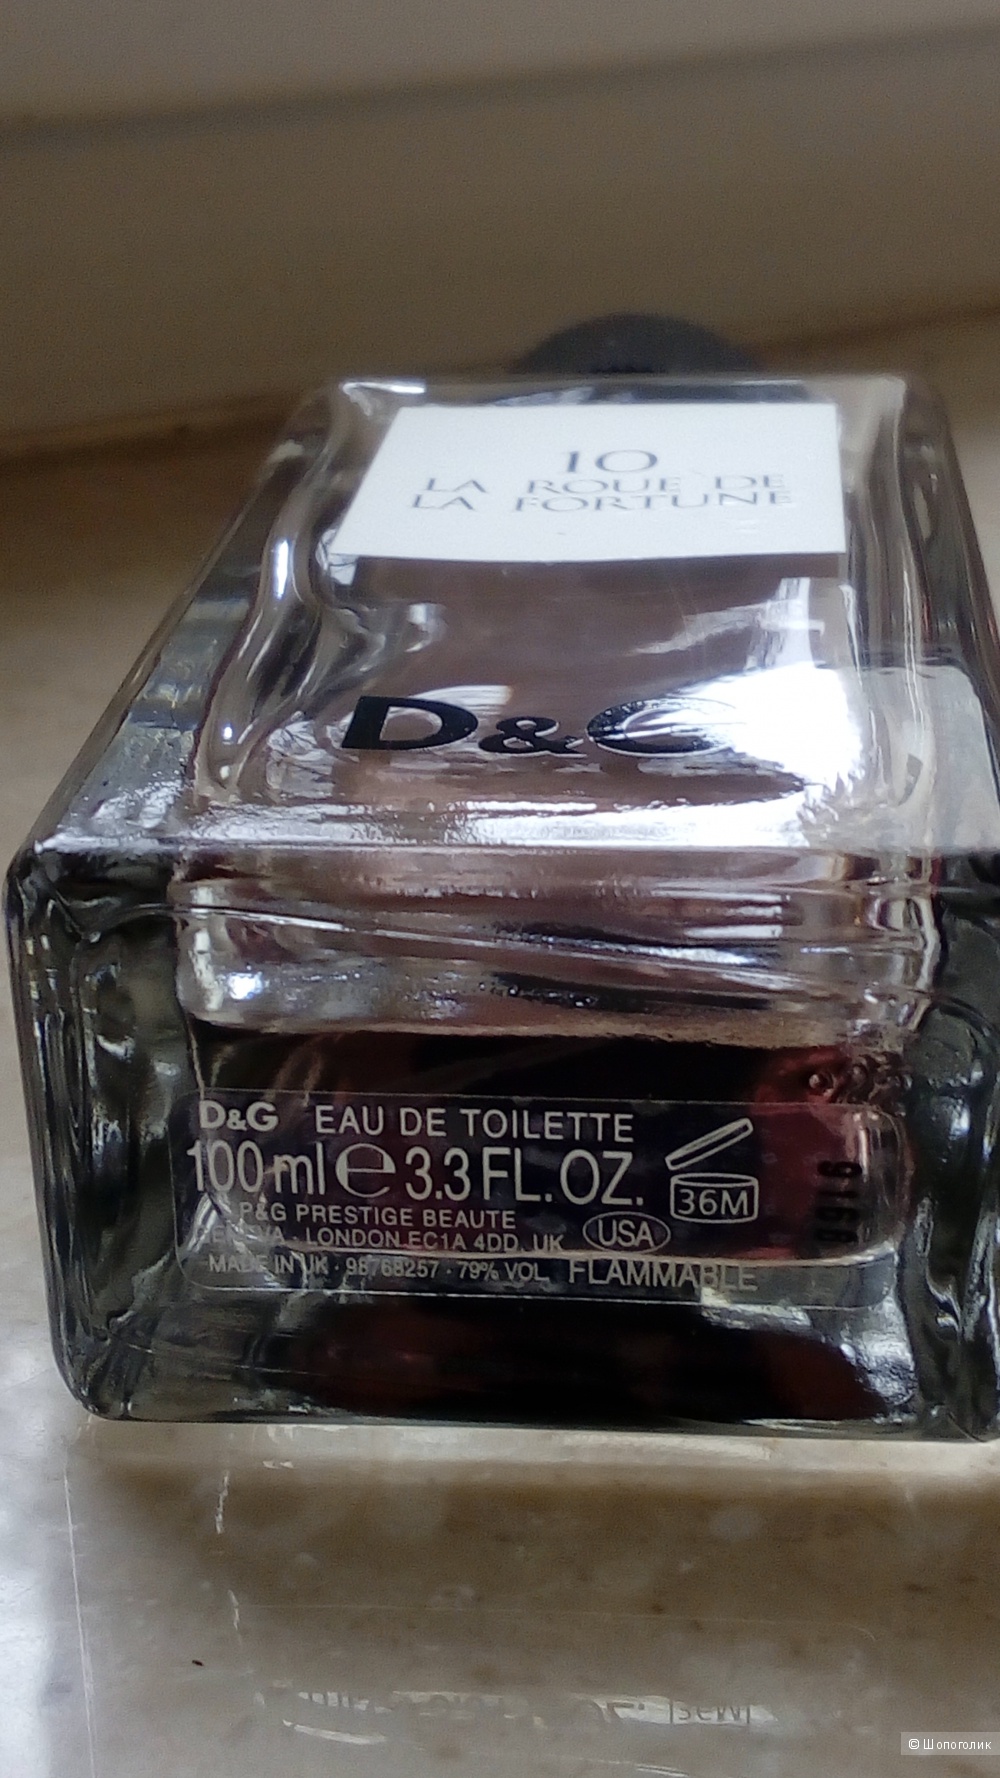 10
LA ROUE DE
LA FORTUNE
D&G
D&G EAU DE TOILETTE
100 ml e 3.3 FL. OZ.
36M
P&G PRESTIGE BEAUTE
GENEVA · LONDON EC1A 4DD, UK USA
MADE IN UK · 98768257 · 79% VOL FLAMMABLE
© Шопоголик